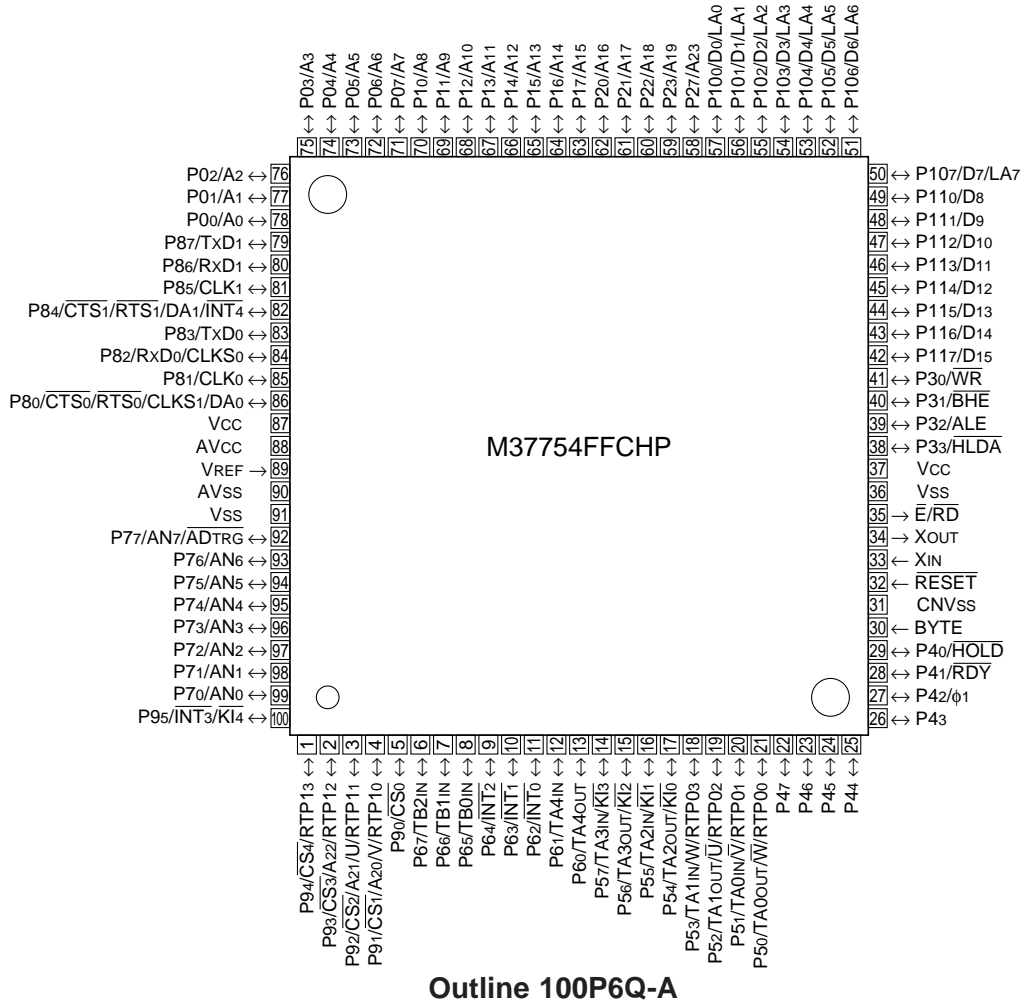 75 ↔ P03/A3
74 ↔ P04/A4
73 ↔ P05/A5
72 ↔ P06/A6
71 ↔ P07/A7
70 ↔ P10/A8
69 ↔ P11/A9
68 ↔ P12/A10
67 ↔ P13/A11
66 ↔ P14/A12
65 ↔ P15/A13
64 ↔ P16/A14
63 ↔ P17/A15
62 ↔ P20/A16
61 ↔ P21/A17
60 ↔ P22/A18
59 ↔ P23/A19
58 ↔ P27/A23
57 ↔ P100/D0/LA0
56 ↔ P101/D1/LA1
55 ↔ P102/D2/LA2
54 ↔ P103/D3/LA3
53 ↔ P104/D4/LA4
52 ↔ P105/D5/LA5
51 ↔ P106/D6/LA6
P02/A2 ↔ 76
P01/A1 ↔ 77
P00/A0 ↔ 78
P87/TXD1 ↔ 79
P86/RXD1 ↔ 80
P85/CLK1 ↔ 81
P84/CTS1/RTS1/DA1/INT4 ↔ 82
P83/TXD0 ↔ 83
P82/RXD0/CLKS0 ↔ 84
P81/CLK0 ↔ 85
P80/CTS0/RTS0/CLKS1/DA0 ↔ 86
VCC 87
AVCC 88
VREF → 89
AVSS 90
VSS 91
P77/AN7/ADTRG ↔ 92
P76/AN6 ↔ 93
P75/AN5 ↔ 94
P74/AN4 ↔ 95
P73/AN3 ↔ 96
P72/AN2 ↔ 97
P71/AN1 ↔ 98
P70/AN0 ↔ 99
P95/INT3/KI4 ↔ 100
M37754FFCHP
50 ↔ P107/D7/LA7
49 ↔ P110/D8
48 ↔ P111/D9
47 ↔ P112/D10
46 ↔ P113/D11
45 ↔ P114/D12
44 ↔ P115/D13
43 ↔ P116/D14
42 ↔ P117/D15
41 ↔ P30/WR
40 ↔ P31/BHE
39 ↔ P32/ALE
38 ↔ P33/HLDA
37 VCC
36 VSS
35 → E/RD
34 → XOUT
33 ← XIN
32 ← RESET
31 CNVSS
30 ← BYTE
29 ↔ P40/HOLD
28 ↔ P41/RDY
27 ↔ P42/ϕ1
26 ↔ P43
P94/CS4/RTP13 ↔ 1
P93/CS3/A22/RTP12 ↔ 2
P92/CS2/A21/U/RTP11 ↔ 3
P91/CS1/A20/V/RTP10 ↔ 4
P90/CS0 ↔ 5
P67/TB2IN ↔ 6
P66/TB1IN ↔ 7
P65/TB0IN ↔ 8
P64/INT2 ↔ 9
P63/INT1 ↔ 10
P62/INT0 ↔ 11
P61/TA4IN ↔ 12
P60/TA4OUT ↔ 13
P57/TA3IN/KI3 ↔ 14
P56/TA3OUT/KI2 ↔ 15
P55/TA2IN/KI1 ↔ 16
P54/TA2OUT/KI0 ↔ 17
P53/TA1IN/W/RTP03 ↔ 18
P52/TA1OUT/U/RTP02 ↔ 19
P51/TA0IN/V/RTP01 ↔ 20
P50/TA0OUT/W/RTP00 ↔ 21
P47 ↔ 22
P46 ↔ 23
P45 ↔ 24
P44 ↔ 25
Outline 100P6Q-A